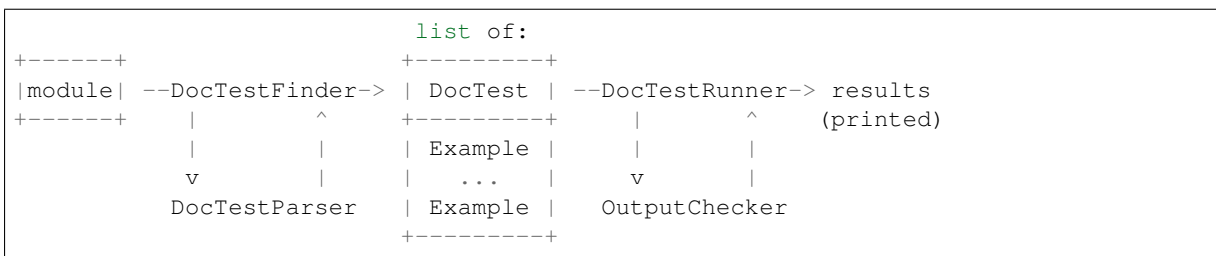 list of:
+------+                   +---------+
|module| --DocTestFinder-> | DocTest | --DocTestRunner-> results
+------+    |        ^     +---------+     |       ^    (printed)
            |        |     | Example |     |       |
            v        |     |   ...   |     v       |
           DocTestParser   | Example |   OutputChecker
                           +---------+